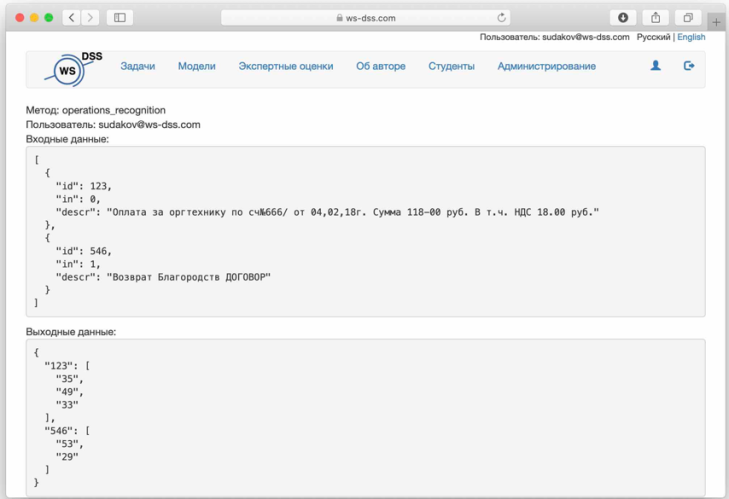 ws-dss.com
Пользователь: sudakov@ws-dss.com Русский | English
WS DSS Задачи Модели Экспертные оценки Об авторе Студенты Администрирование
Метод: operations_recognition
Пользователь: sudakov@ws-dss.com
Входные данные:
[
{
"id": 123,
"in": 0,
"descr": "Оплата за оргтехнику по сч№666/ от 04,02,18г. Сумма 118-00 руб. В т.ч. НДС 18.00 руб."
},
{
"id": 546,
"in": 1,
"descr": "Возврат Благородств ДОГОВОР"
}
]
Выходные данные:
{
"123": [
"35",
"49",
"33"
],
"546": [
"53",
"29"
]
}